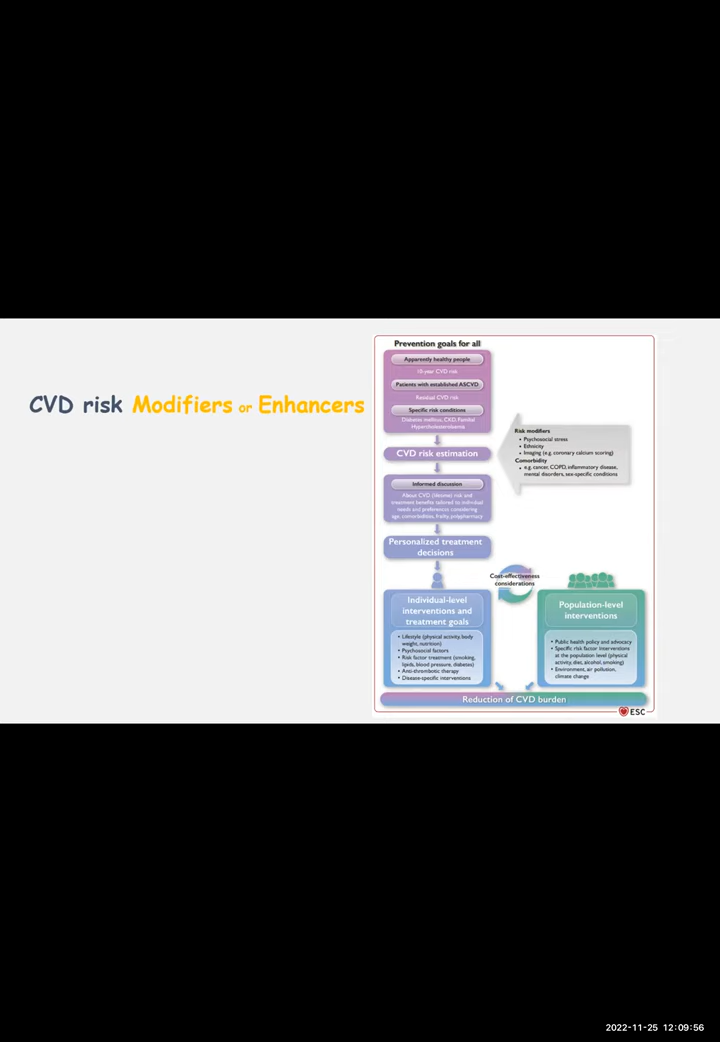 CVD risk Modifiers or Enhancers
Prevention goals for all
Apparently healthy people
10-year CVD risk
Patients with established ASCVD
Residual CVD risk
Specific risk conditions
Diabetes mellitus, CKD, Familial
Hypercholesterolaemia
CVD risk estimation
Risk modifiers
• Psychosocial stress
• Ethnicity
• Imaging (e.g. coronary calcium scoring)
Comorbidity
• e.g. cancer, COPD, inflammatory disease,
mental disorders, sex-specific conditions
Informed discussion
About CVD (lifetime) risk and
treatment benefits tailored to individual
needs and preferences considering
age, comorbidities, frailty, polypharmacy
Personalized treatment
decisions
Cost-effectiveness
considerations
Individual-level
interventions and
treatment goals
• Lifestyle (physical activity, body
weight, nutrition)
• Psychosocial factors
• Risk factor treatment (smoking,
lipids, blood pressure, diabetes)
• Anti-thrombotic therapy
• Disease-specific interventions
Population-level
interventions
• Public health policy and advocacy
• Specific risk factor interventions
at the population level (physical
activity, diet, alcohol, smoking)
• Environment, air pollution,
climate change
Reduction of CVD burden
ESC
2022-11-25 12:09:56